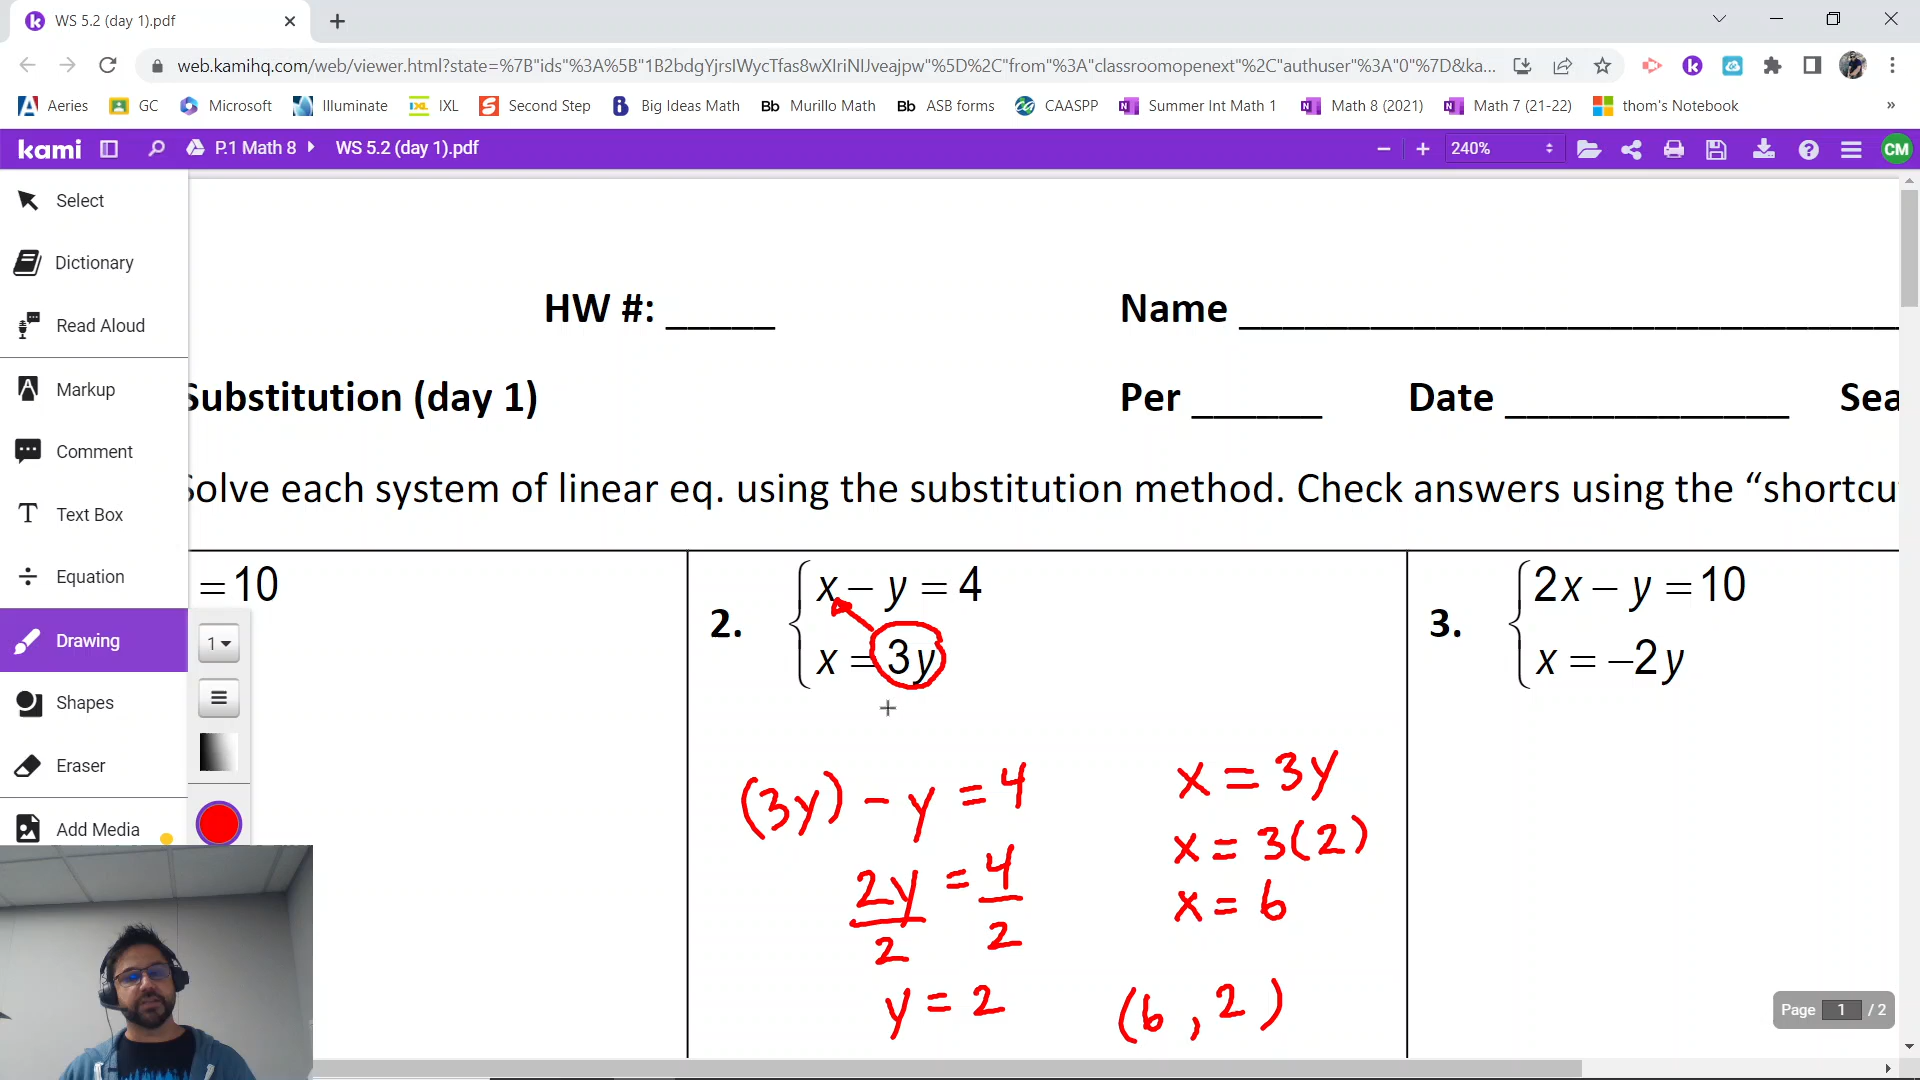 WS 5.2 (day 1).pdf
web.kamihq.com/web/viewer.html?state=%7B"ids"%3A%5B"1B2bdgYjrsIWycTfas8wXIriNIJveajpw"%5D%2C"from"%3A"classroomopenext"%2C"authuser"%3A"0"%7D&ka...
Aeries GC Microsoft Illuminate IXL Second Step Big Ideas Math Bb Murillo Math Bb ASB forms CAASPP Summer Int Math 1 Math 8 (2021) Math 7 (21-22) thom's Notebook »
kami P.1 Math 8 WS 5.2 (day 1).pdf 240% CM
Select
Dictionary
Read Aloud
Markup
Comment
Text Box
Equation
Drawing 1
Shapes
Eraser
Add Media
HW #: _____ Name
Substitution (day 1) Per ______ Date _____________ Sea
Solve each system of linear eq. using the substitution method. Check answers using the “shortcu
= 10
2. x − y = 4
x = 3y
(3y) - y = 4
2y = 4
2 2
y = 2
x = 3y
x = 3(2)
x = 6
(6, 2)
3. 2x − y = 10
x = −2y
Page 1 / 2